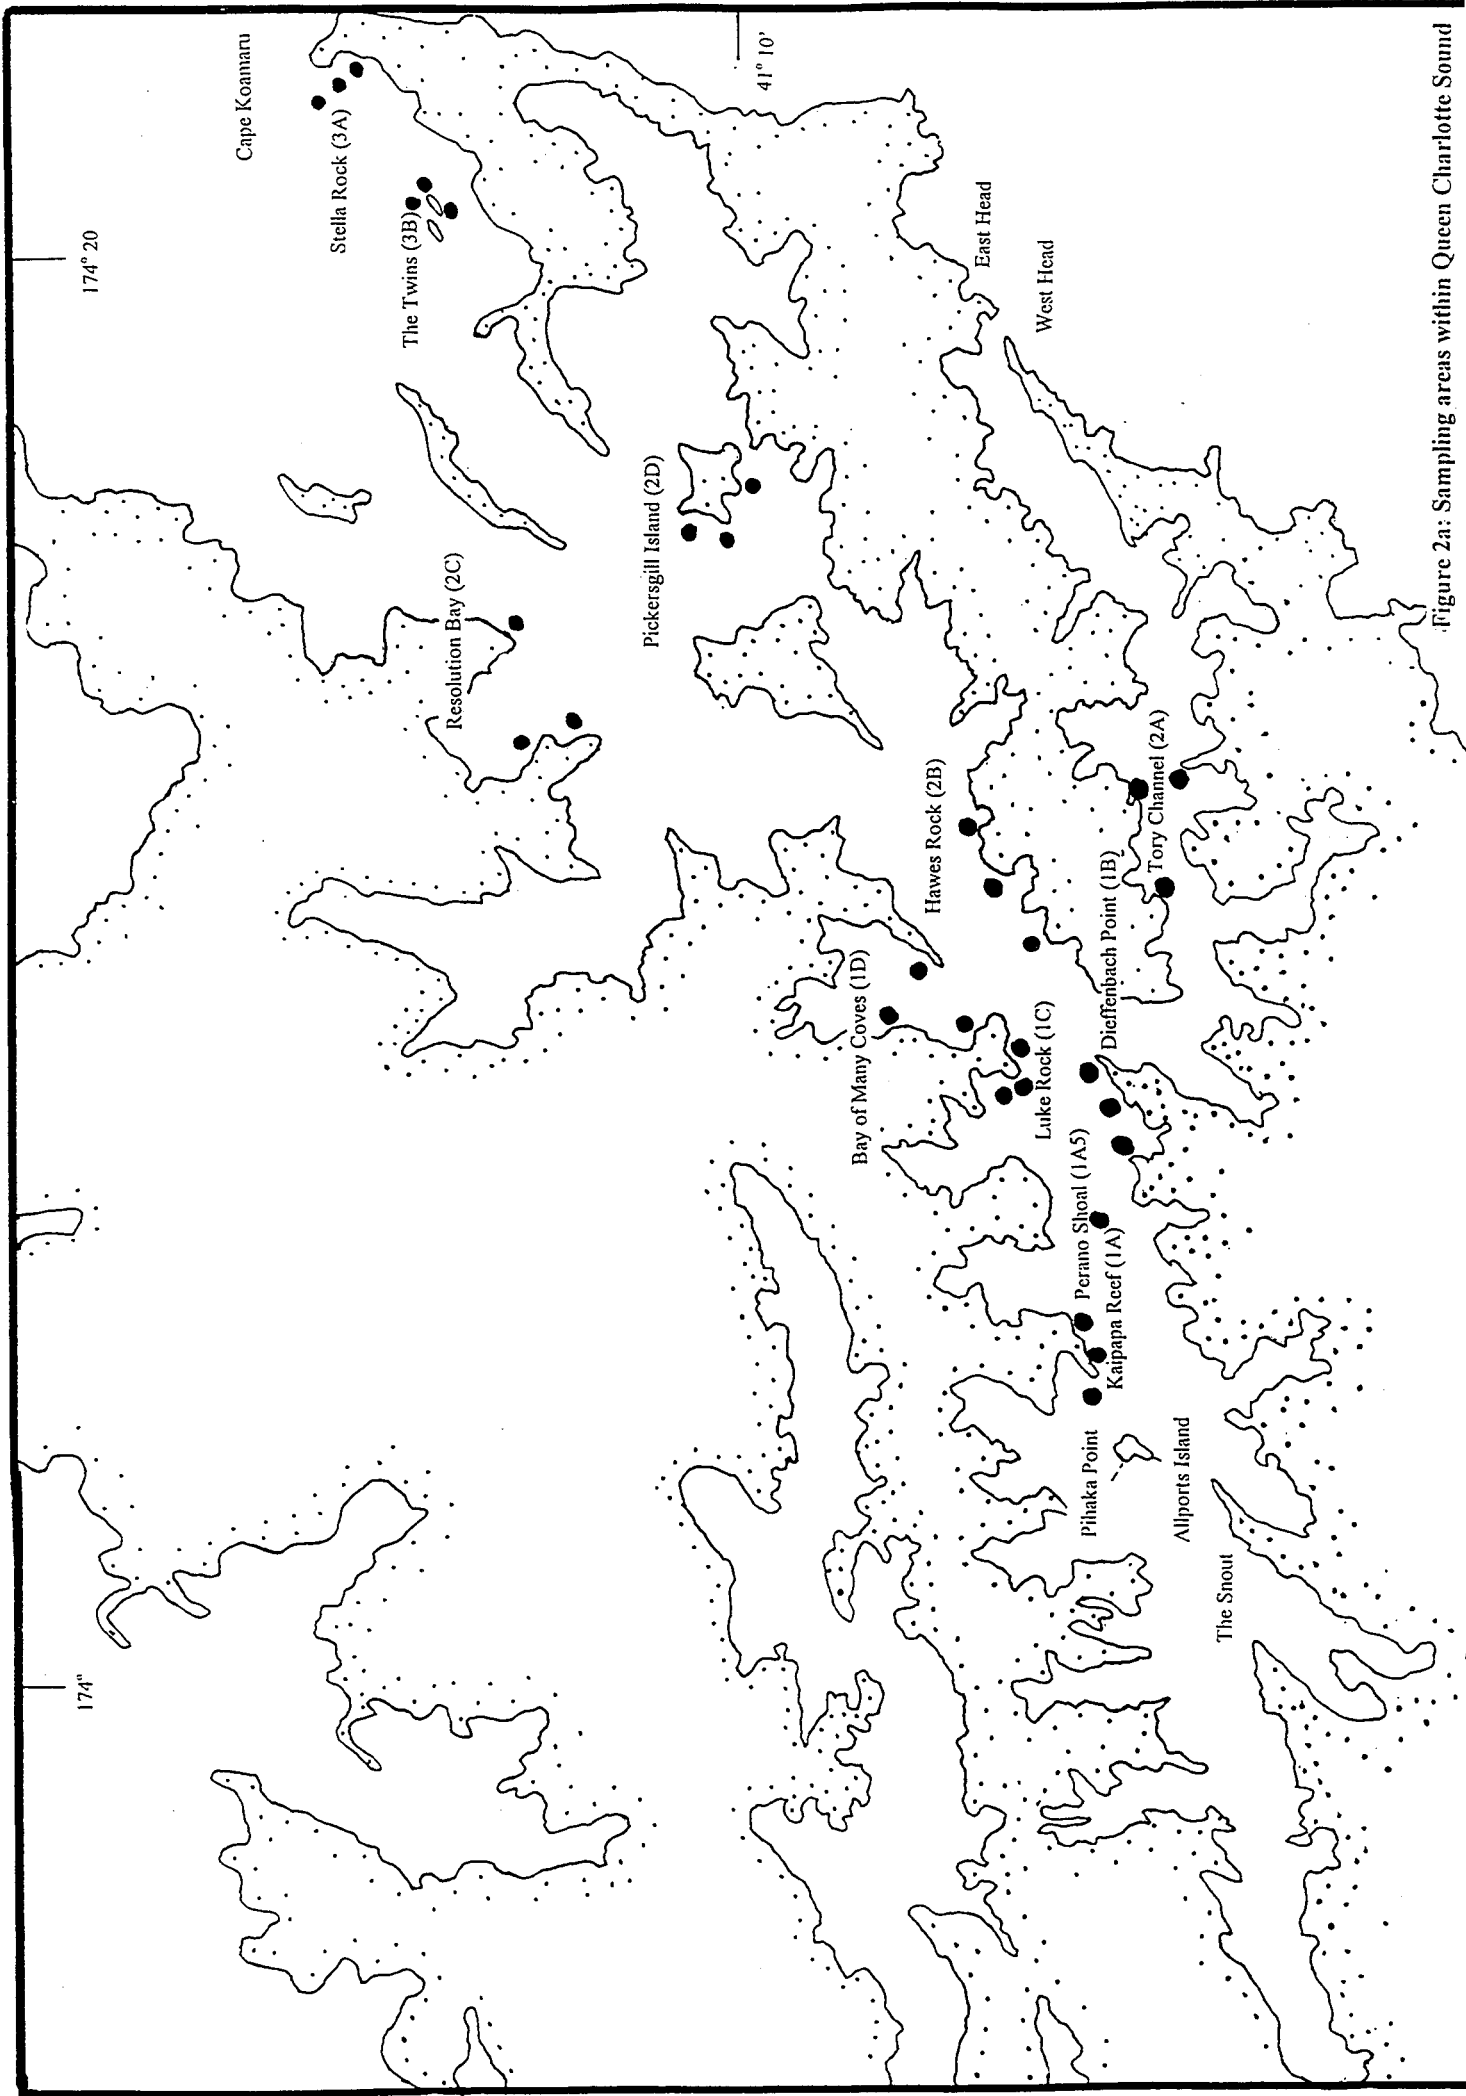 174°
174° 20
41° 10'
Cape Koamaru
Stella Rock (3A)
The Twins (3B)
Resolution Bay (2C)
Pickersgill Island (2D)
East Head
West Head
Hawes Rock (2B)
Bay of Many Coves (1D)
Tory Channel (2A)
Luke Rock (1C)
Dieffenbach Point (1B)
Perano Shoal (1A5)
Kaipapa Reef (1A)
Pihaka Point
Allports Island
The Snout
Figure 2a: Sampling areas within Queen Charlotte Sound